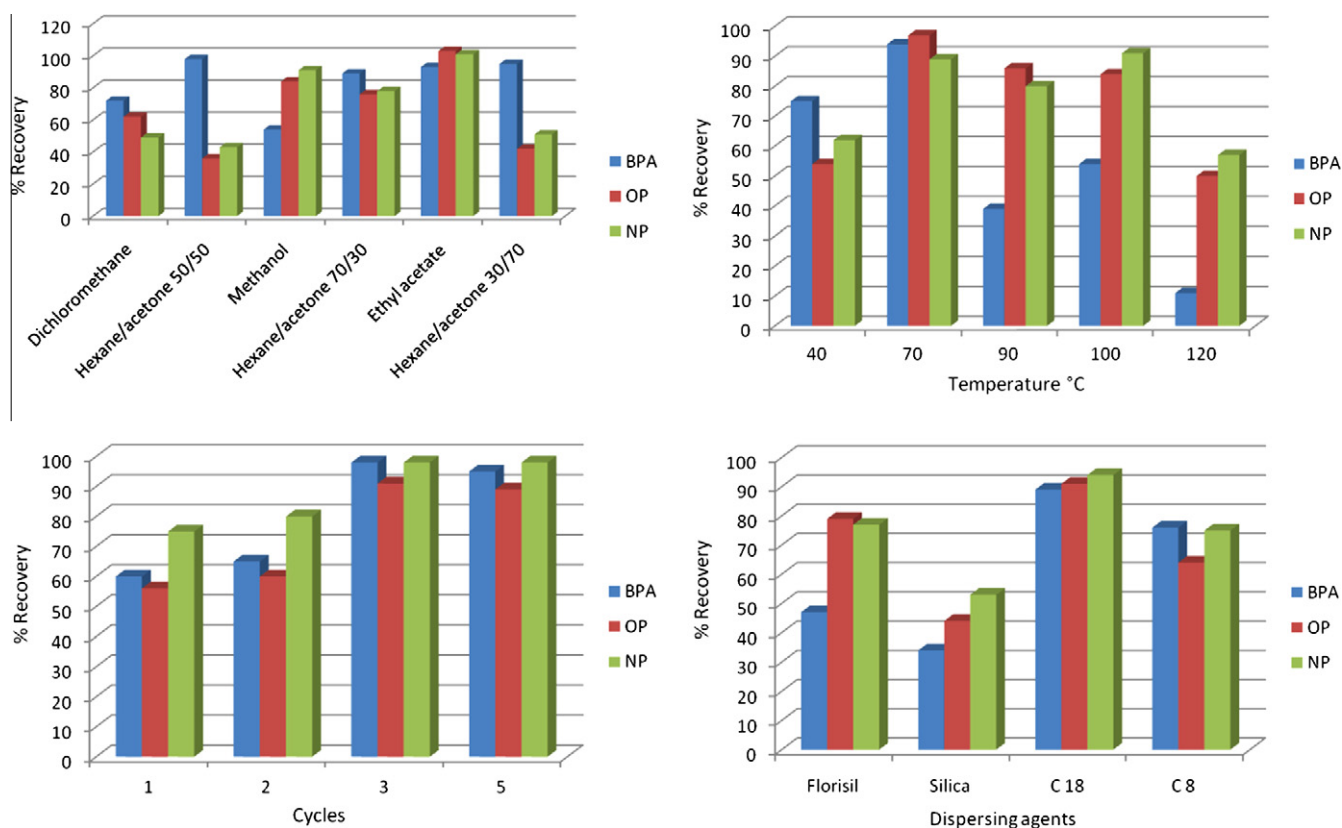 120
100
80
60
40
20
0
% Recovery
Dichloromethane
Hexane/acetone 50/50
Methanol
Hexane/acetone 70/30
Ethyl acetate
Hexane/acetone 30/70
BPA
OP
NP
100
90
80
70
60
50
40
30
20
10
0
% Recovery
40 70 90 100 120
Temperature °C
BPA
OP
NP
100
90
80
70
60
50
40
30
20
10
0
% Recovery
1 2 3 5
Cycles
BPA
OP
NP
100
90
80
70
60
50
40
30
20
10
0
% Recovery
Florisil Silica C 18 C 8
Dispersing agents
BPA
OP
NP